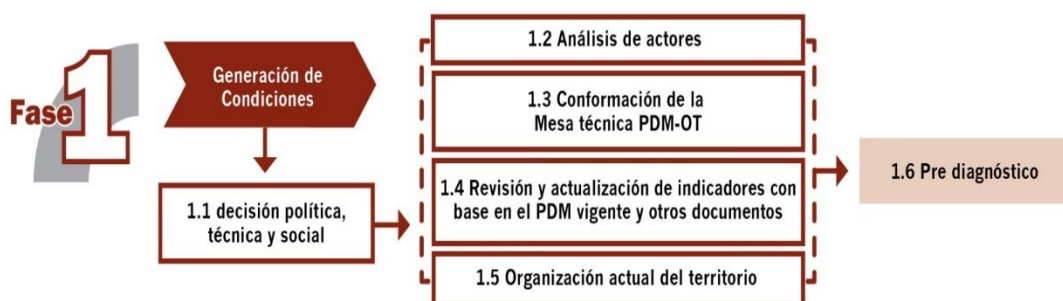 Fase 1
Generación de
Condiciones
1.1 decisión política,
técnica y social
1.2 Análisis de actores
1.3 Conformación de la
Mesa técnica PDM-OT
1.4 Revisión y actualización de indicadores con
base en el PDM vigente y otros documentos
1.5 Organización actual del territorio
1.6 Pre diagnóstico